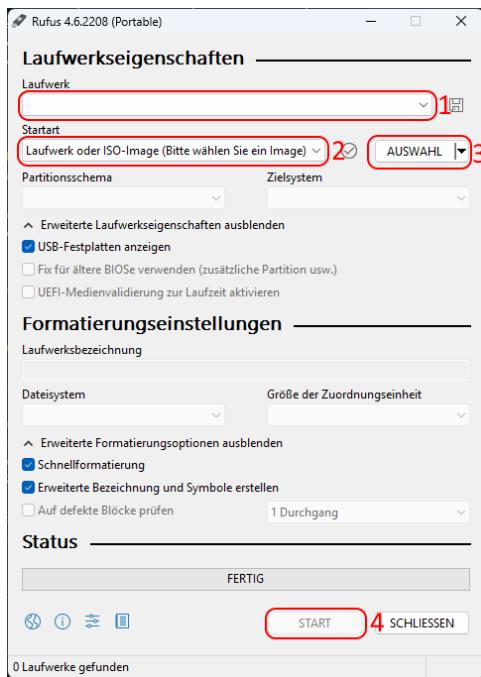 Rufus 4.6.2208 (Portable)
Laufwerkseigenschaften
Laufwerk
1
Startart
Laufwerk oder ISO-Image (Bitte wählen Sie ein Image) 2 AUSWAHL 3
Partitionsschema Zielsystem
Erweiterte Laufwerkseigenschaften ausblenden
USB-Festplatten anzeigen
Fix für ältere BIOSe verwenden (zusätzliche Partition usw.)
UEFI-Medienvalidierung zur Laufzeit aktivieren
Formatierungseinstellungen
Laufwerksbezeichnung
Dateisystem Größe der Zuordnungseinheit
Erweiterte Formatierungsoptionen ausblenden
Schnellformatierung
Erweiterte Bezeichnung und Symbole erstellen
Auf defekte Blöcke prüfen 1 Durchgang
Status
FERTIG
START 4 SCHLIESSEN
0 Laufwerke gefunden